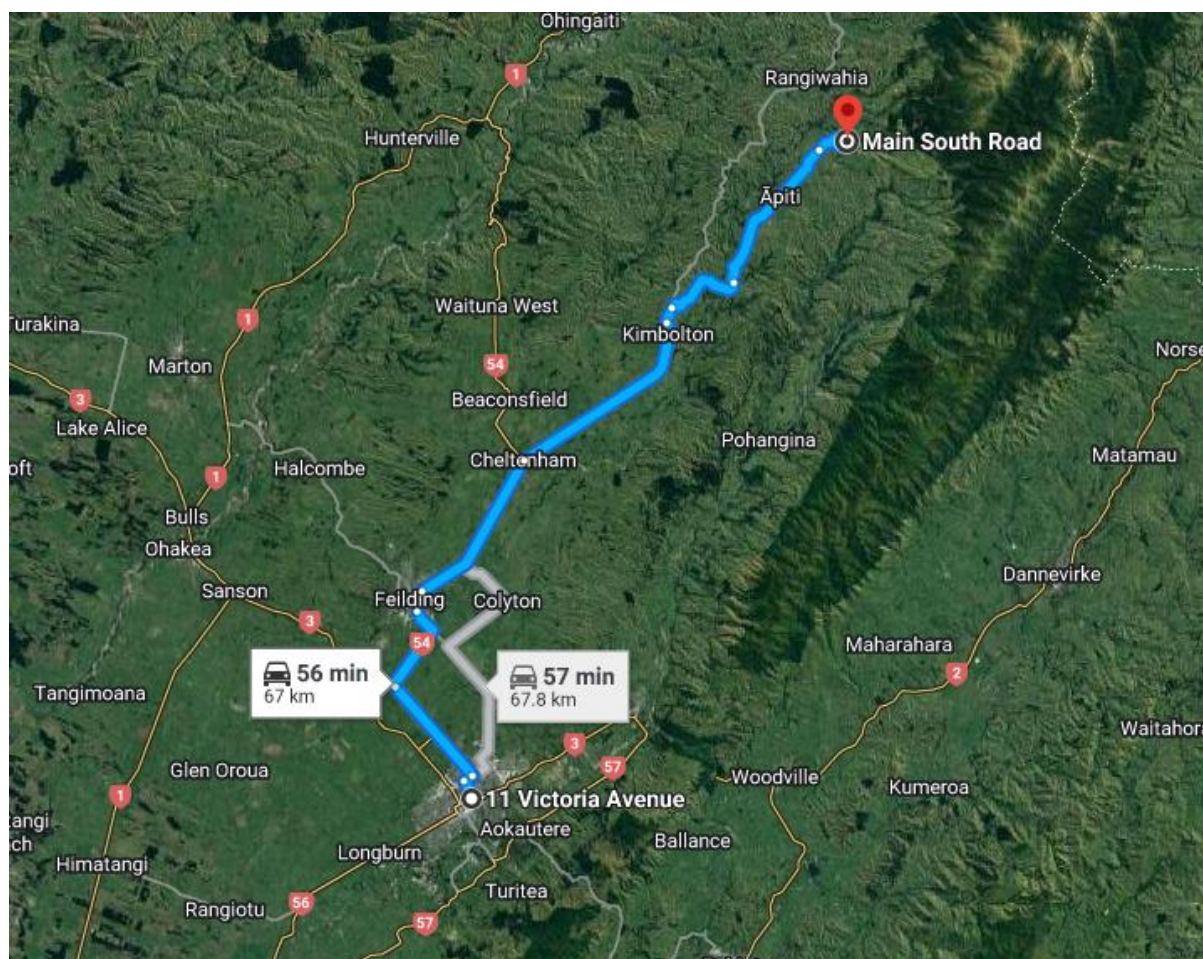 Ohingaiti
1
Rangiwahia
Hunterville
Main South Road
Āpiti
Waituna West
1
Turakina
Kimbolton
54
Marton
Norse
3
Beaconsfield
Lake Alice
Pohangina
Cheltenham
Matamau
Halcombe
1
Bulls
Ohakea
Dannevirke
Sanson
Feilding
Colyton
3
54
Maharahara
56 min
67 km
57 min
67.8 km
2
Tangimoana
Waitahora
3
Glen Oroua
57
Woodville
Kumeroa
1
11 Victoria Avenue
Aokautere
Ballance
Longburn
Himatangi
Turitea
56
Rangiotu
57